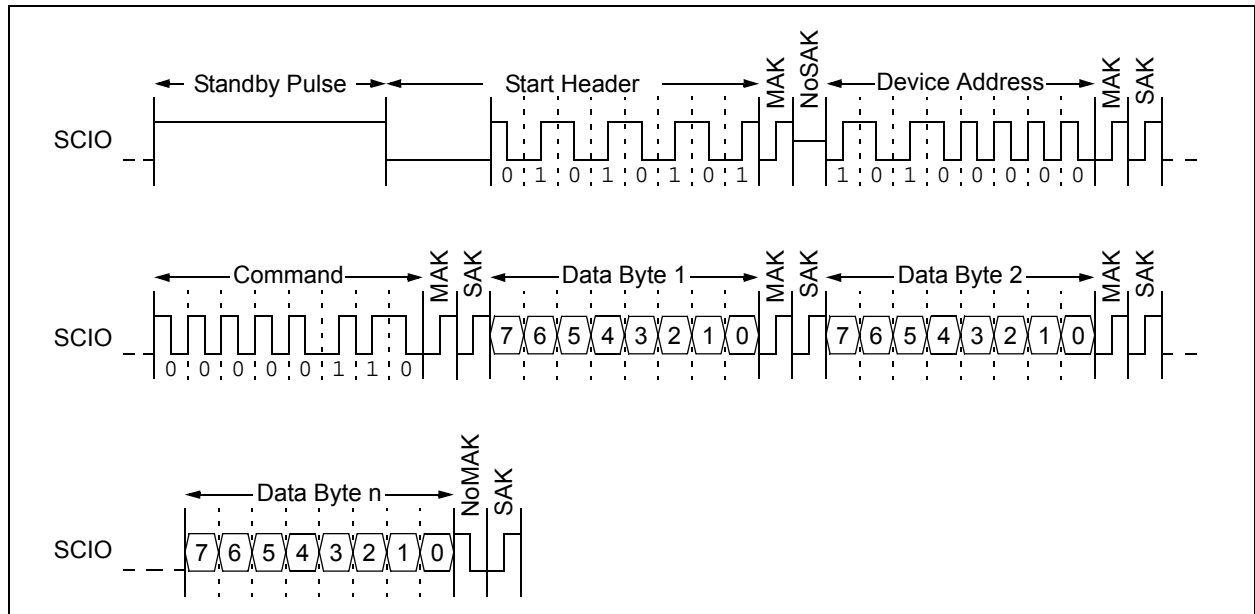 Standby Pulse Start Header MAK NoSAK Device Address MAK SAK
SCIO
0 1 0 1 0 1 0 1 1 0 1 0 0 0 0 0
Command MAK SAK Data Byte 1 MAK SAK Data Byte 2 MAK SAK
SCIO 7 6 5 4 3 2 1 0 7 6 5 4 3 2 1 0
0 0 0 0 0 1 1 0
Data Byte n NoMAK SAK
SCIO 7 6 5 4 3 2 1 0